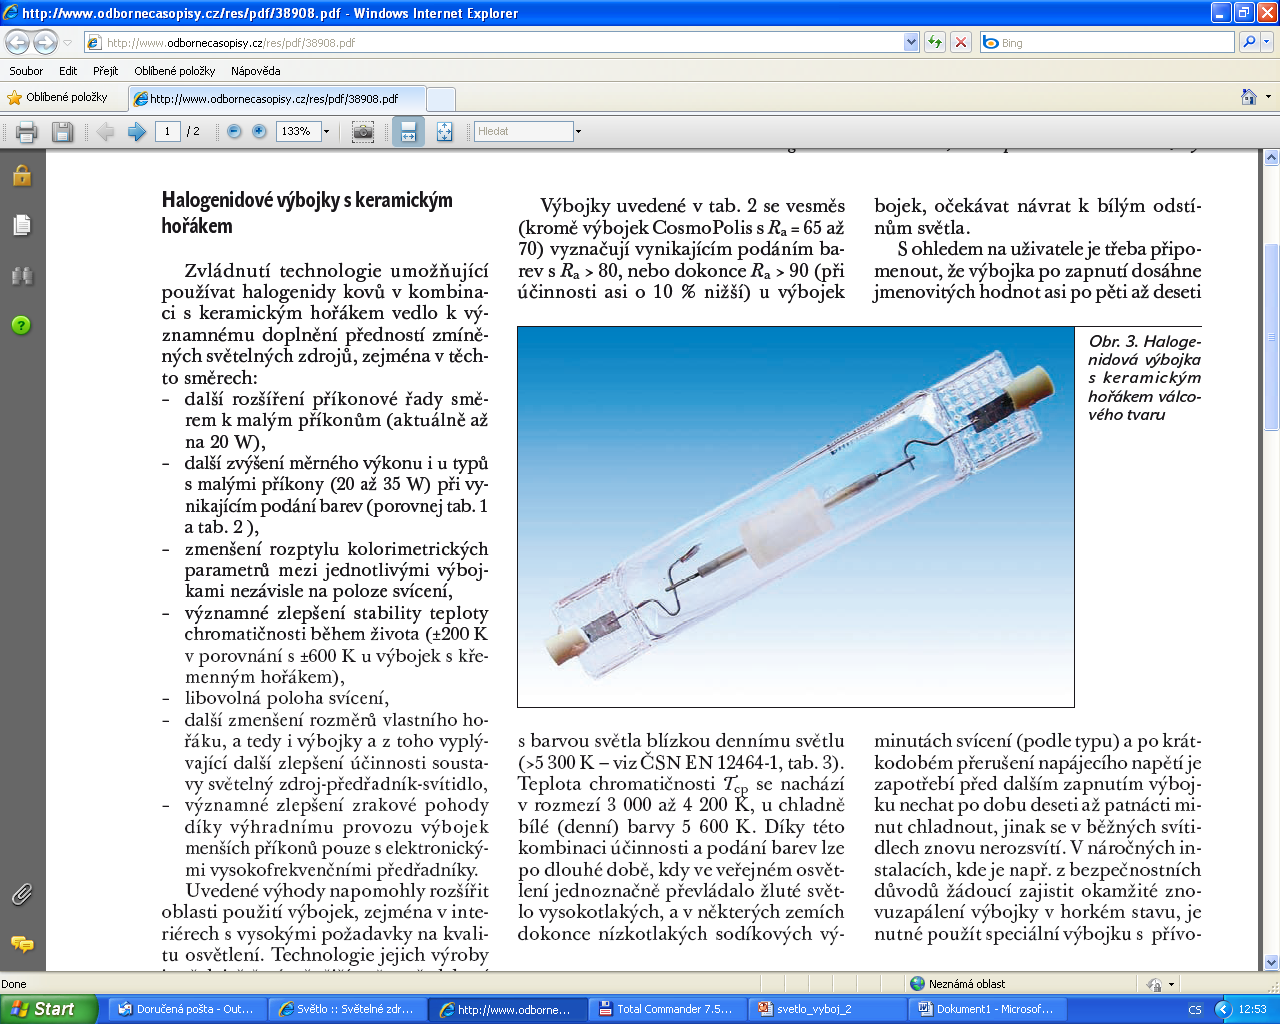 http://www.odbornecasopisy.cz/res/pdf/38908.pdf - Windows Internet Explorer
http://www.odbornecasopisy.cz/res/pdf/38908.pdf
Bing
Soubor Edit Přejít Oblíbené položky Nápověda
Oblíbené položky
http://www.odbornecasopisy.cz/res/pdf/38908.pdf
1 / 2 133% Hledat
Halogenidové výbojky s keramickým
hořákem
Zvládnutí technologie umožňující
používat halogenidy kovů v kombina-
ci s keramickým hořákem vedlo k vý-
znamnému doplnění předností zmíně-
ných světelných zdrojů, zejména v těch-
to směrech:
– další rozšíření příkonové řady smě-
rem k malým příkonům (aktuálně až
na 20 W),
– další zvýšení měrného výkonu i u typů
s malými příkony (20 až 35 W) při vy-
nikajícím podání barev (porovnej tab. 1
a tab. 2 ),
– zmenšení rozptylu kolorimetrických
parametrů mezi jednotlivými výboj-
kami nezávisle na poloze svícení,
– významné zlepšení stability teploty
chromatičnosti během života (±200 K
v porovnání s ±600 K u výbojek s kře-
menným hořákem),
– libovolná poloha svícení,
– další zmenšení rozměrů vlastního ho-
řáku, a tedy i výbojky a z toho vyplý-
vající další zlepšení účinnosti sousta-
vy světelný zdroj-předřadník-svítidlo,
– významné zlepšení zrakové pohody
díky výhradnímu provozu výbojek
menších příkonů pouze s elektronický-
mi vysokofrekvenčními předřadníky.
Uvedené výhody napomohly rozšířit
oblasti použití výbojek, zejména v inte-
riérech s vysokými požadavky na kvali-
tu osvětlení. Technologie jejich výroby
Výbojky uvedené v tab. 2 se vesměs
(kromě výbojek CosmoPolis s Ra = 65 až
70) vyznačují vynikajícím podáním ba-
rev s Ra > 80, nebo dokonce Ra > 90 (při
účinnosti asi o 10 % nižší) u výbojek
s barvou světla blízkou dennímu světlu
(>5 300 K – viz ČSN EN 12464-1, tab. 3).
Teplota chromatičnosti Tcp se nachází
v rozmezí 3 000 až 4 200 K, u chladně
bílé (denní) barvy 5 600 K. Díky této
kombinaci účinnosti a podání barev lze
po dlouhé době, kdy ve veřejném osvět-
lení jednoznačně převládalo žluté svět-
lo vysokotlakých, a v některých zemích
dokonce nízkotlakých sodíkových vý-
bojek, očekávat návrat k bílým odstí-
nům světla.
S ohledem na uživatele je třeba připo-
menout, že výbojka po zapnutí dosáhne
jmenovitých hodnot asi po pěti až deseti
Obr. 3. Haloge-
nidová výbojka
s keramickým
hořákem válco-
vého tvaru
minutách svícení (podle typu) a po krát-
kodobém přerušení napájecího napětí je
zapotřebí před dalším zapnutím výboj-
ku nechat po dobu deseti až patnácti mi-
nut chladnout, jinak se v běžných svíti-
dlech znovu nerozsvítí. V náročných in-
stalacích, kde je např. z bezpečnostních
důvodů žádoucí zajistit okamžité zno-
vuzapálení výbojky v horkém stavu, je
nutné použít speciální výbojku s přívo-
Done Neznámá oblast
Start Doručená pošta - Out... Světlo :: Světelné zdr... http://www.odborne... Total Commander 7.5... svetlo_vyboj_2 Dokument1 - Microsof... CS 12:53